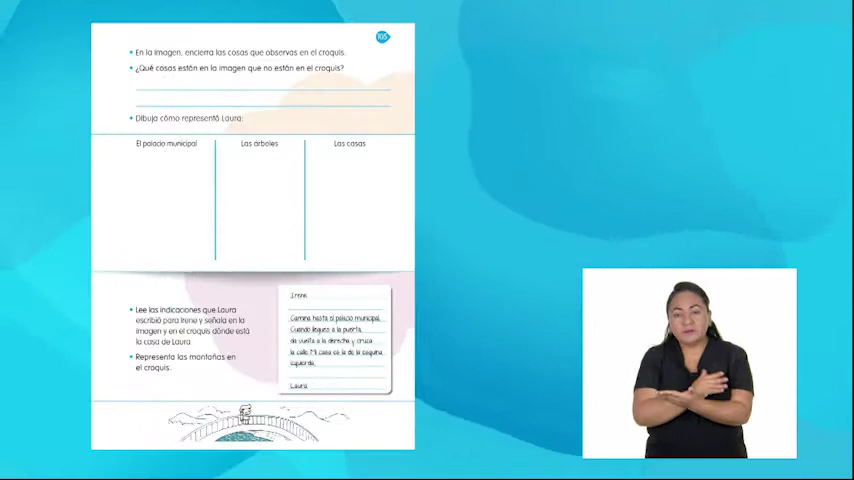 105
• En la imagen, encierra las cosas que observas en el croquis.
• ¿Qué cosas están en la imagen que no están en el croquis?
• Dibuja cómo representó Laura:
El palacio municipal
Las árboles
Las casas
• Lee las indicaciones que Laura
escribió para Irene y señala en la
imagen y en el croquis dónde está
la casa de Laura.
• Representa las montañas en
el croquis.
Irene
Camina hasta el palacio municipal.
Cuando llegues a la puerta,
da vuelta a la derecha y cruza
la calle. Mi casa es la de la esquina
izquierda.
Laura